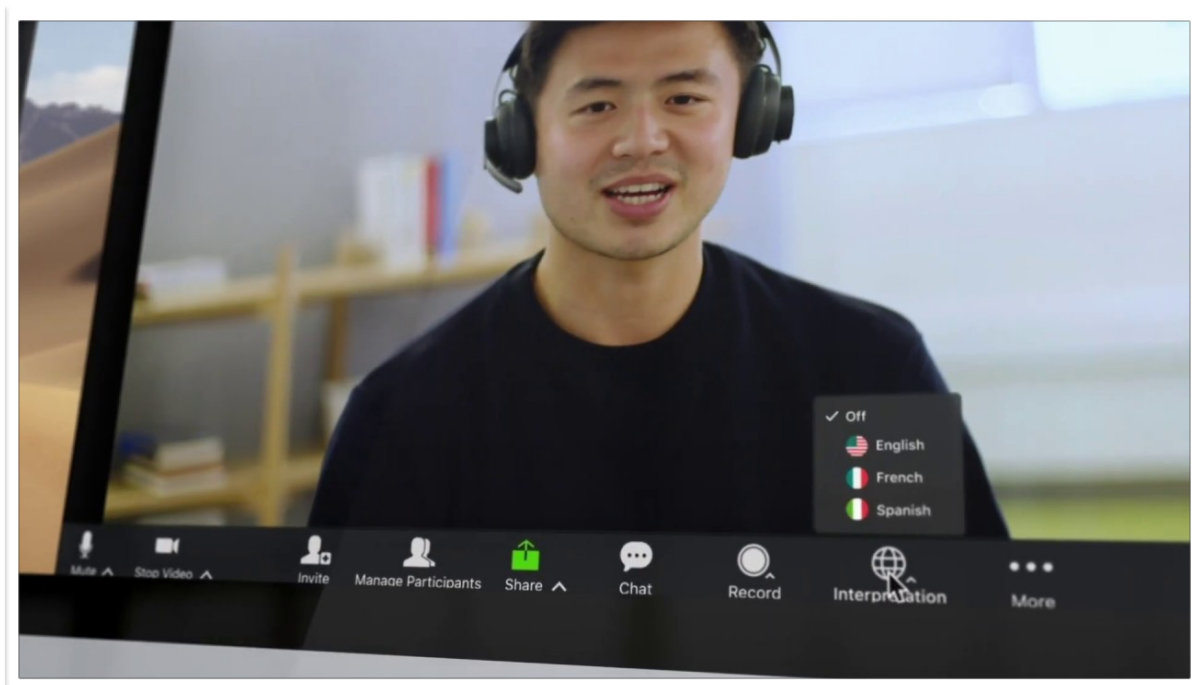 Off
English
French
Spanish
Mute
Stop Video
Invite
Manage Participants
Share
Chat
Record
Interpretation
More